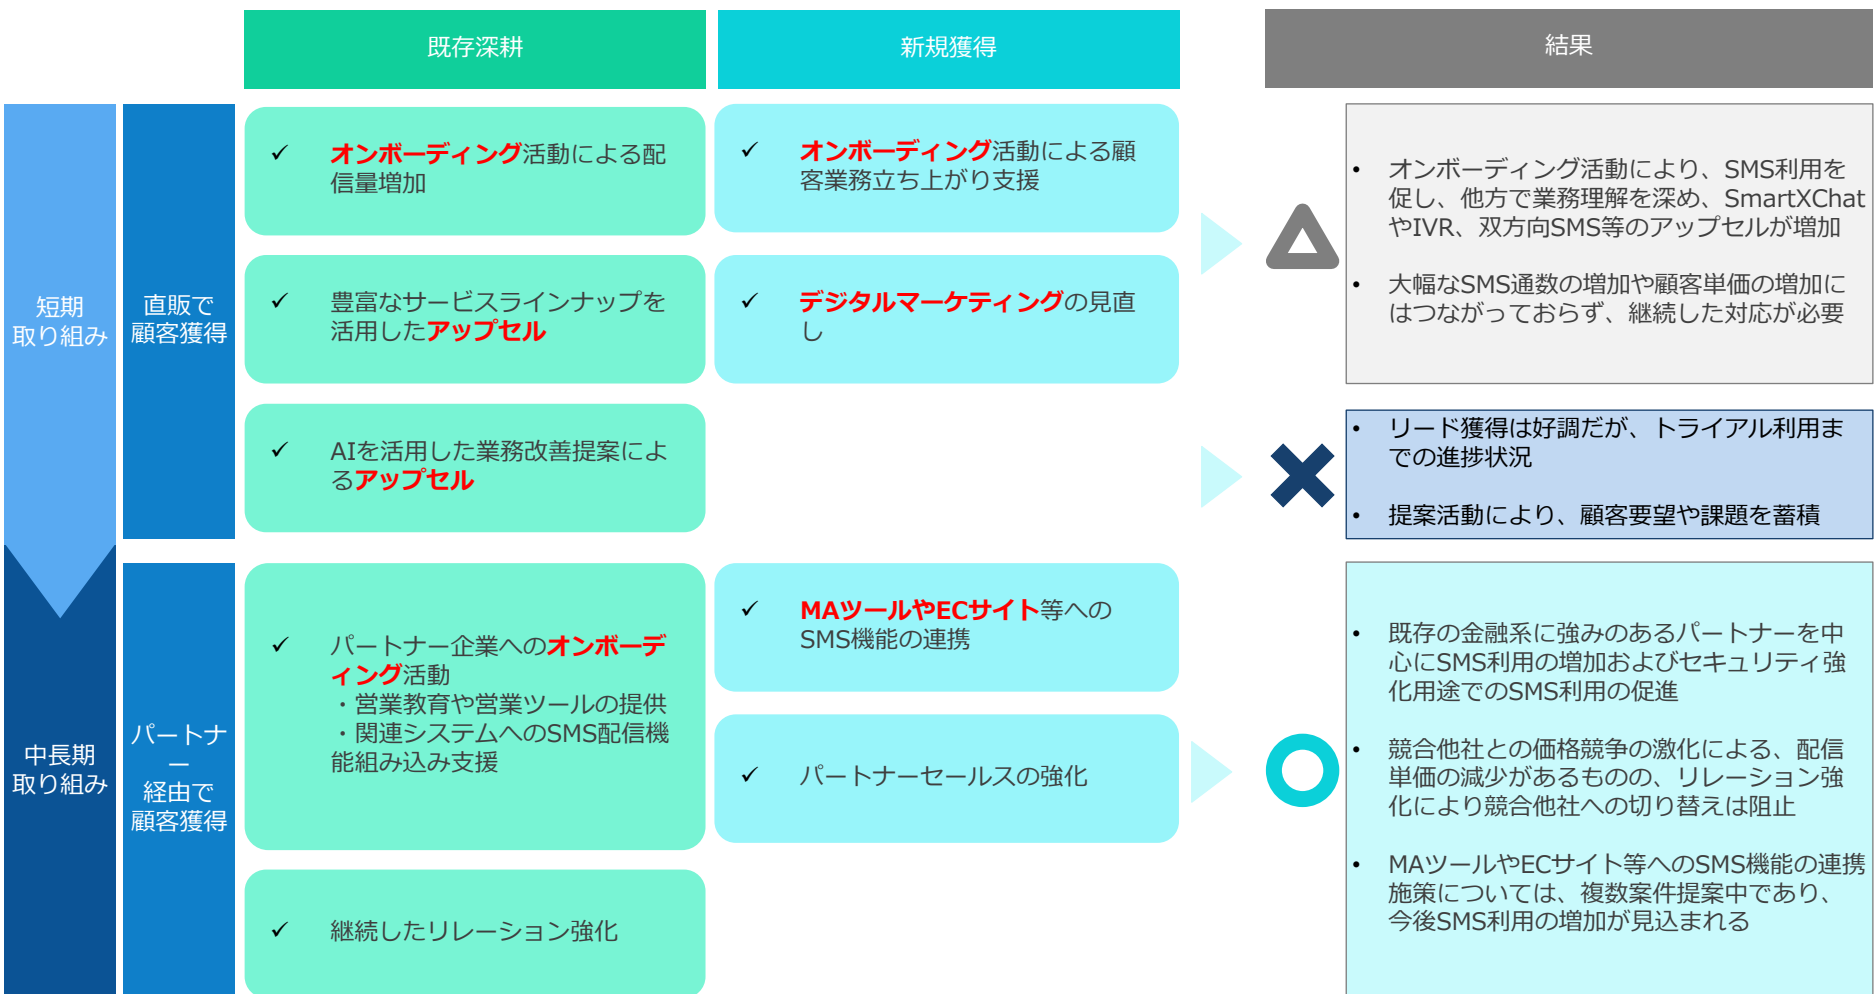 既存深耕
新規獲得
結果
短期
取り組み
直販で
顧客獲得
✓ オンボーディング活動による配
信量増加
✓ オンボーディング活動による顧
客業務立ち上がり支援
✓ 豊富なサービスラインナップを
活用したアップセル
✓ デジタルマーケティングの見直
し
• オンボーディング活動により、SMS利用を
促し、他方で業務理解を深め、SmartXChat
やIVR、双方向SMS等のアップセルが増加
• 大幅なSMS通数の増加や顧客単価の増加に
はつながっておらず、継続した対応が必要
✓ AIを活用した業務改善提案によ
るアップセル
• リード獲得は好調だが、トライアル利用ま
での進捗状況
• 提案活動により、顧客要望や課題を蓄積
中長期
取り組み
パートナ
ー
経由で
顧客獲得
✓ パートナー企業へのオンボーデ
ィング活動
・営業教育や営業ツールの提供
・関連システムへのSMS配信機
能組み込み支援
✓ 継続したリレーション強化
✓ MAツールやECサイト等への
SMS機能の連携
✓ パートナーセールスの強化
• 既存の金融系に強みのあるパートナーを中
心にSMS利用の増加およびセキュリティ強
化用途でのSMS利用の促進
• 競合他社との価格競争の激化による、配信
単価の減少があるものの、リレーション強
化により競合他社への切り替えは阻止
• MAツールやECサイト等へのSMS機能の連携
施策については、複数案件提案中であり、
今後SMS利用の増加が見込まれる